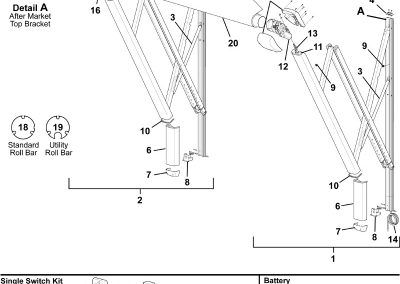 Detail A
After Market
Top Bracket
16
3
20
13
11
12
A
4
9
3
9
18
19
Standard
Roll Bar
Utility
Roll Bar
10
6
7
8
2
10
6
7
8
14
1
Single Switch Kit
Battery